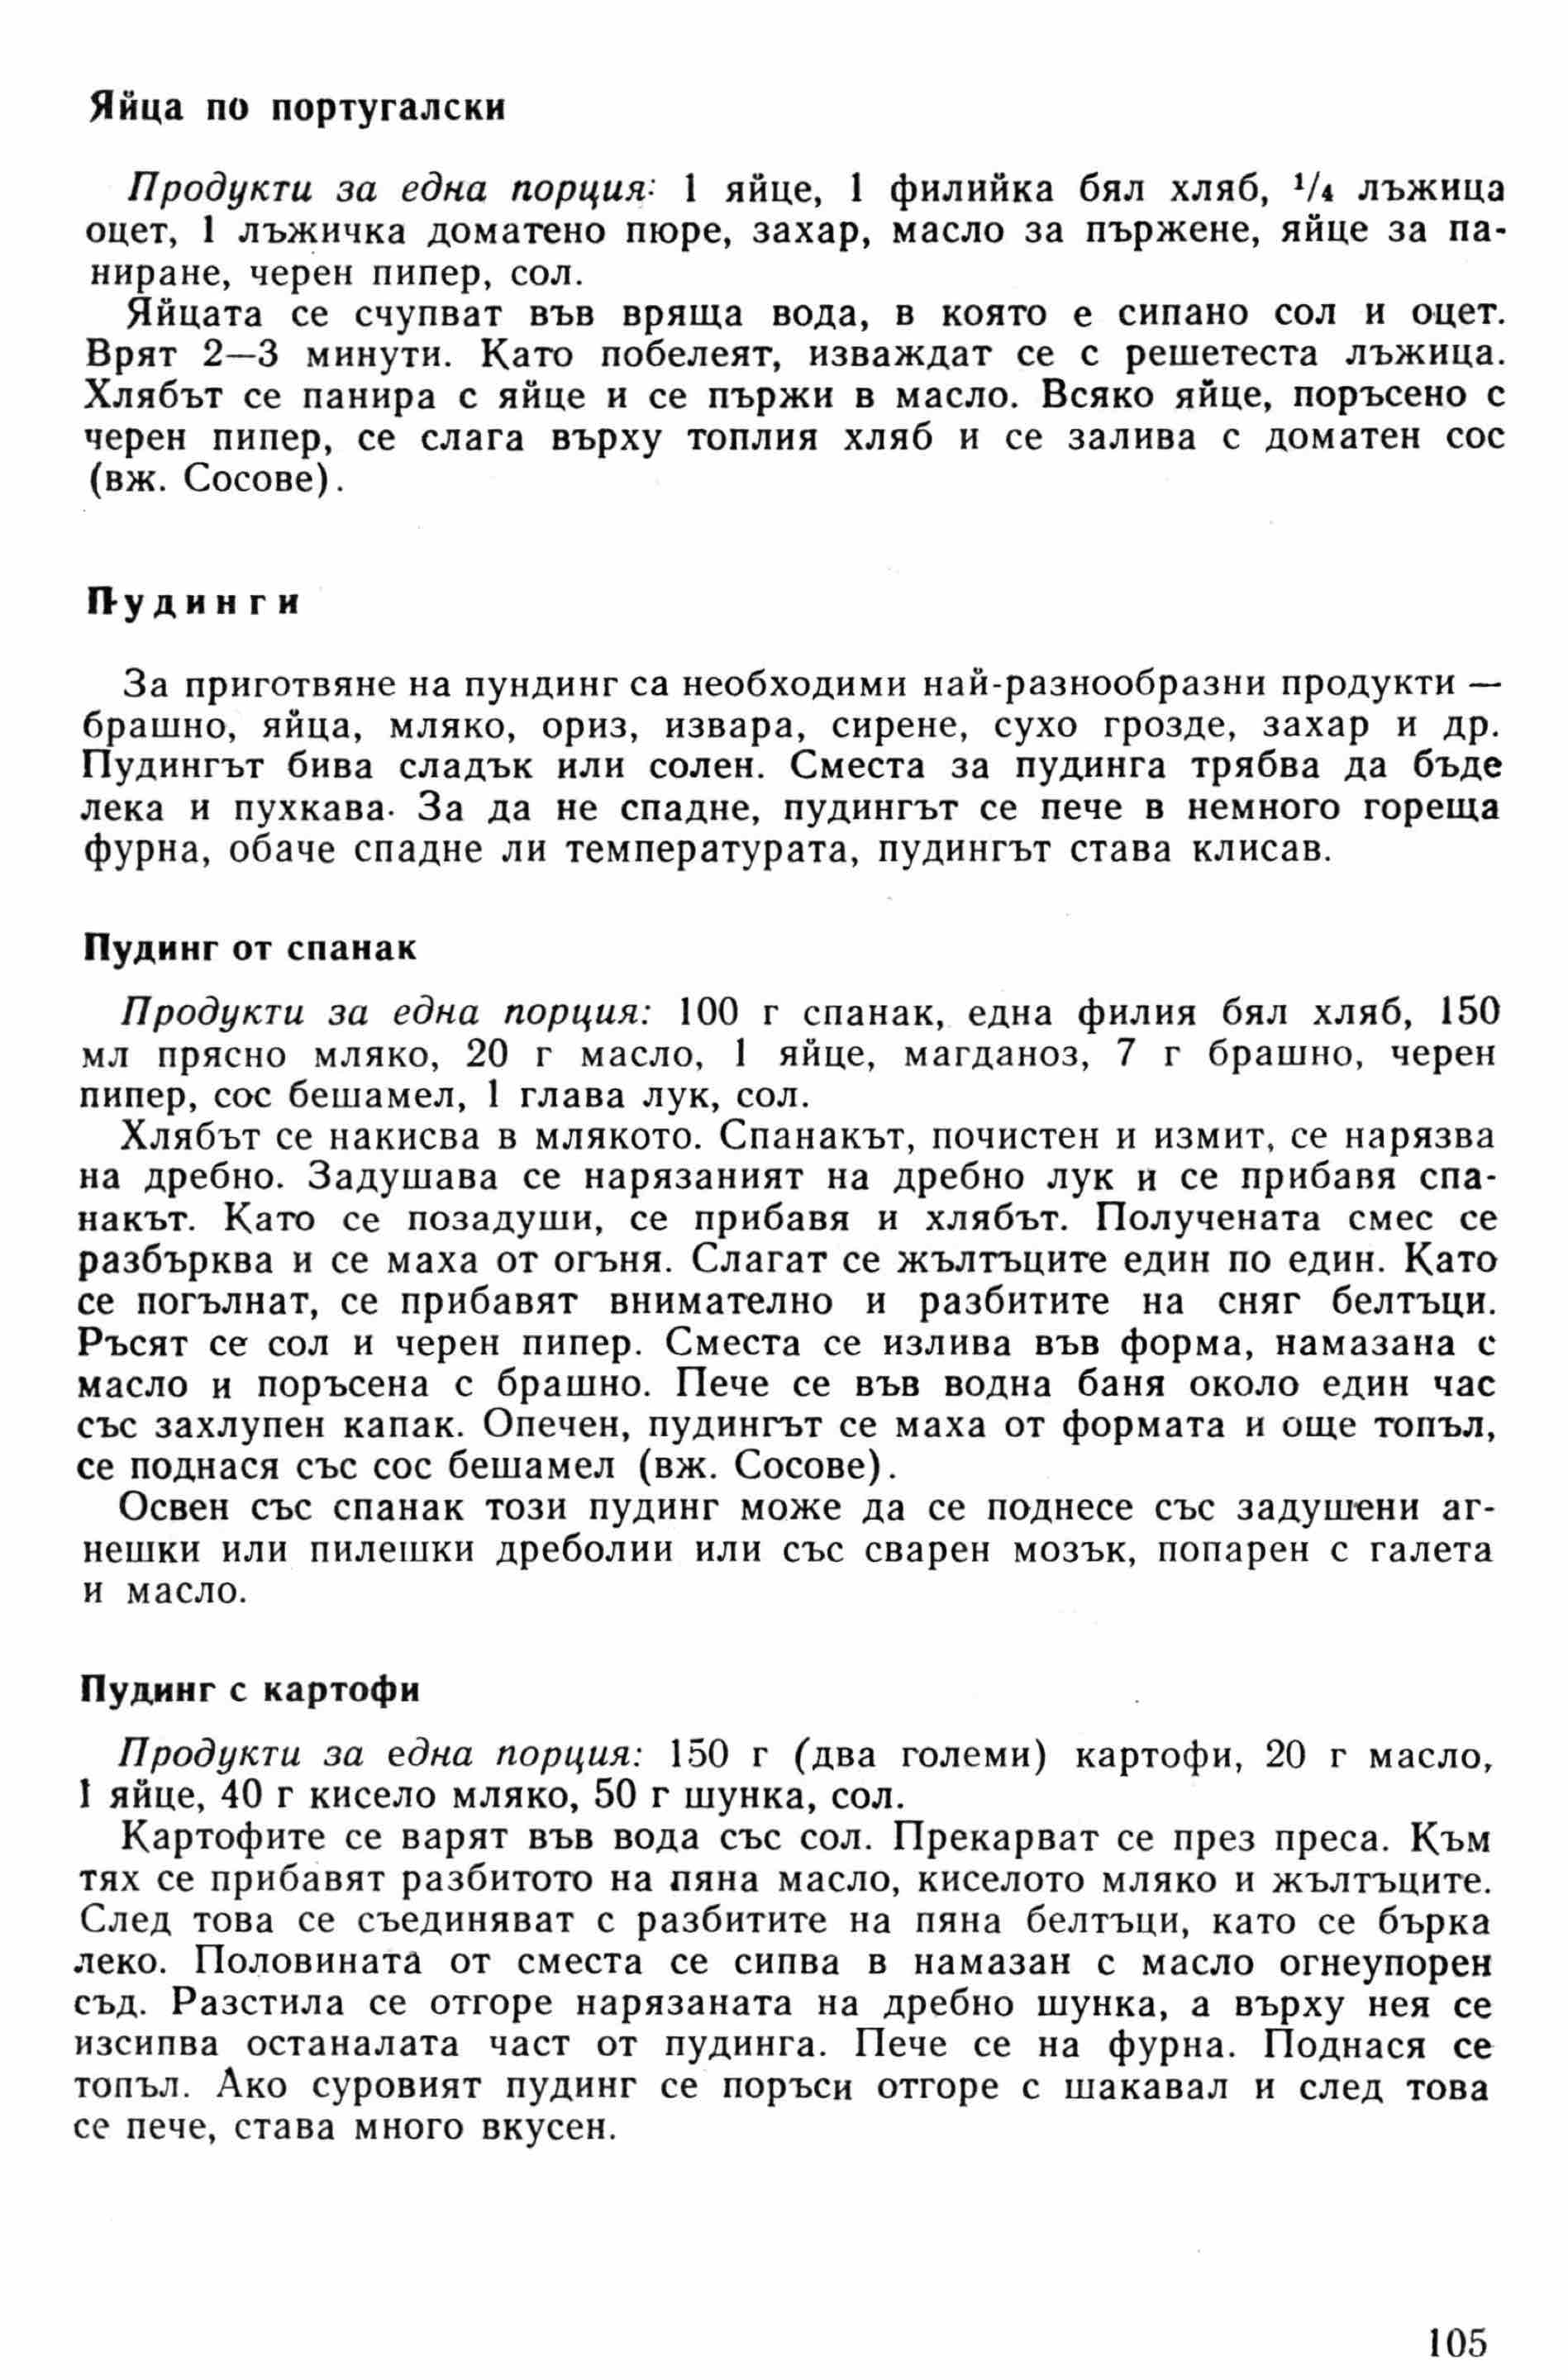 Яйца по португалски
Продукти за една порция: 1 яйце, 1 филийка бял хляб, 1/4 лъжица
оцет, 1 лъжичка доматено пюре, захар, масло за пържене, яйце за па-
ниране, черен пипер, сол.
Яйцата се счупват във вряща вода, в която е сипано сол и оцет.
Врят 2—3 минути. Като побелеят, изваждат се с решетеста лъжица.
Хлябът се панира с яйце и се пържи в масло. Всяко яйце, поръсено с
черен пипер, се слага върху топлия хляб и се залива с доматен сос
(вж. Сосове).
Пудинги
За приготвяне на пундинг са необходими най-разнообразни продукти —
брашно, яйца, мляко, ориз, извара, сирене, сухо грозде, захар и др.
Пудингът бива сладък или солен. Сместа за пудинга трябва да бъде
лека и пухкава. За да не спадне, пудингът се пече в немного гореща
фурна, обаче спадне ли температурата, пудингът става клисав.
Пудинг от спанак
Продукти за една порция: 100 г спанак, една филия бял хляб, 150
мл прясно мляко, 20 г масло, 1 яйце, магданоз, 7 г брашно, черен
пипер, сос бешамел, 1 глава лук, сол.
Хлябът се накисва в млякото. Спанакът, почистен и измит, се нарязва
на дребно. Задушава се нарязаният на дребно лук и се прибавя спа-
накът. Като се позадуши, се прибавя и хлябът. Получената смес се
разбърква и се маха от огъня. Слагат се жълтъците един по един. Като
се погълнат, се прибавят внимателно и разбитите на сняг белтъци.
Ръсят се сол и черен пипер. Сместа се излива във форма, намазана с
масло и поръсена с брашно. Пече се във водна баня около един час
със захлупен капак. Опечен, пудингът се маха от формата и още топъл,
се поднася със сос бешамел (вж. Сосове).
Освен със спанак този пудинг може да се поднесе със задушени аг-
нешки или пилешки дреболии или със сварен мозък, попарен с галета
и масло.
Пудинг с картофи
Продукти за една порция: 150 г (два големи) картофи, 20 г масло,
1 яйце, 40 г кисело мляко, 50 г шунка, сол.
Картофите се варят във вода със сол. Прекарват се през преса. Към
тях се прибавят разбитото на пяна масло, киселото мляко и жълтъците.
След това се съединяват с разбитите на пяна белтъци, като се бърка
леко. Половината от сместа се сипва в намазан с масло огнеупорен
съд. Разстила се отгоре нарязаната на дребно шунка, а върху нея се
изсипва останалата част от пудинга. Пече се на фурна. Поднася се
топъл. Ако суровият пудинг се поръси отгоре с шакавал и след това
се пече, става много вкусен.
105